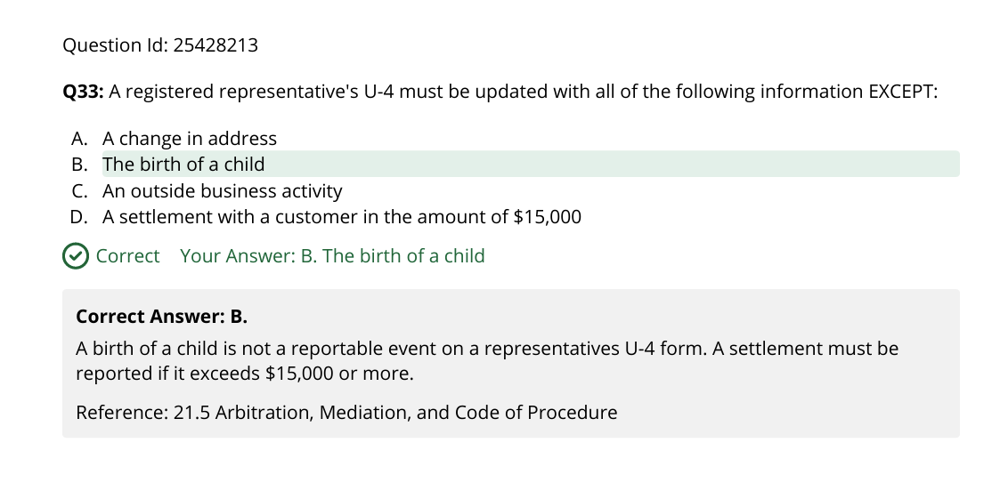 Question Id: 25428213
Q33: A registered representative's U-4 must be updated with all of the following information EXCEPT:
A. A change in address
B. The birth of a child
C. An outside business activity
D. A settlement with a customer in the amount of $15,000
Correct Your Answer: B. The birth of a child
Correct Answer: B.
A birth of a child is not a reportable event on a representatives U-4 form. A settlement must be
reported if it exceeds $15,000 or more.
Reference: 21.5 Arbitration, Mediation, and Code of Procedure